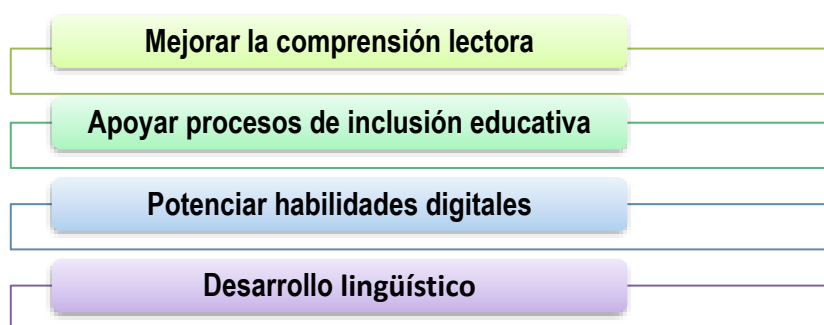 Mejorar la comprensión lectora
Apoyar procesos de inclusión educativa
Potenciar habilidades digitales
Desarrollo lingüístico